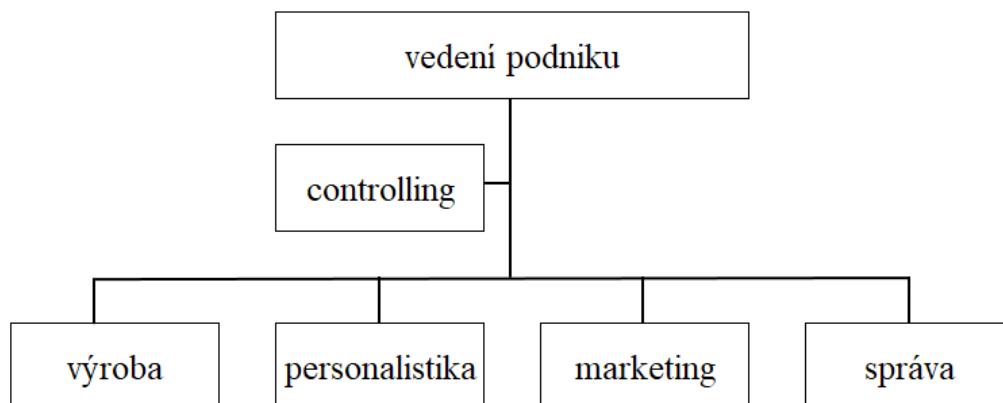 vedení podniku
controlling
výroba
personalistika
marketing
správa